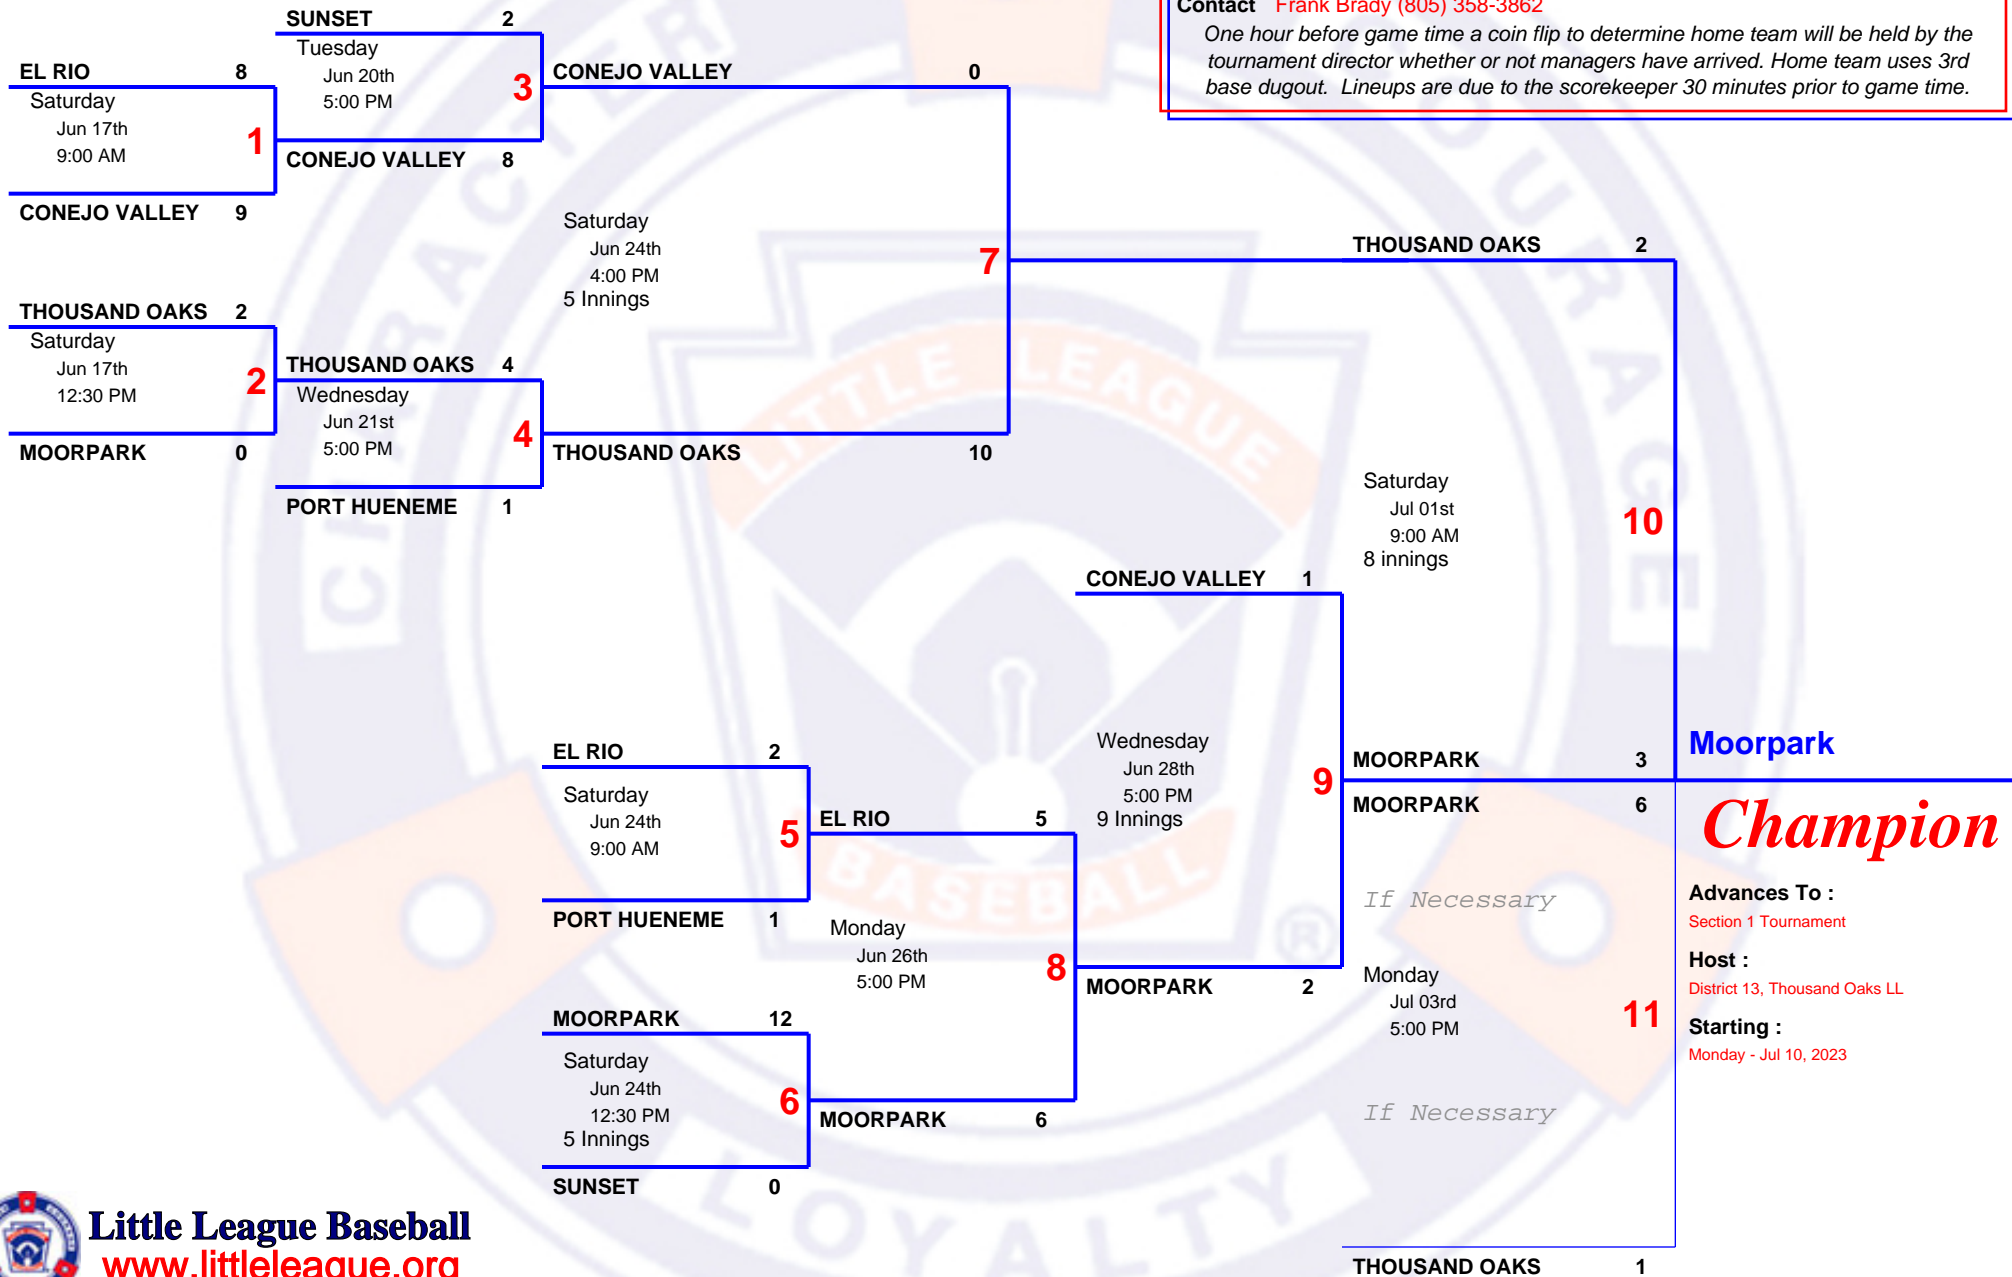 Contact Frank Brady (805) 358-3862
One hour before game time a coin flip to determine home team will be held by the
tournament director whether or not managers have arrived. Home team uses 3rd
base dugout. Lineups are due to the scorekeeper 30 minutes prior to game time.
EL RIO 8
Saturday
Jun 17th
9:00 AM
1
CONEJO VALLEY 9
THOUSAND OAKS 2
Saturday
Jun 17th
12:30 PM
2
MOORPARK 0
SUNSET 2
Tuesday
Jun 20th
5:00 PM
3
CONEJO VALLEY 8
THOUSAND OAKS 4
Wednesday
Jun 21st
5:00 PM
4
PORT HUENEME 1
CONEJO VALLEY 0
Saturday
Jun 24th
4:00 PM
5 Innings
7
THOUSAND OAKS 10
EL RIO 2
Saturday
Jun 24th
9:00 AM
5
PORT HUENEME 1
MOORPARK 12
Saturday
Jun 24th
12:30 PM
5 Innings
6
SUNSET 0
EL RIO 5
Monday
Jun 26th
5:00 PM
8
MOORPARK 6
CONEJO VALLEY 1
Wednesday
Jun 28th
5:00 PM
9 Innings
9
MOORPARK 2
THOUSAND OAKS 2
Saturday
Jul 01st
9:00 AM
8 innings
10
MOORPARK 3
MOORPARK 6
If Necessary
Monday
Jul 03rd
5:00 PM
11
If Necessary
THOUSAND OAKS 1
Moorpark
Champion
Advances To :
Section 1 Tournament
Host :
District 13, Thousand Oaks LL
Starting :
Monday - Jul 10, 2023
CHARACTER
COURAGE
LOYALTY
LITTLE LEAGUE
BASEBALL
®
Little League Baseball
www.littleleague.org